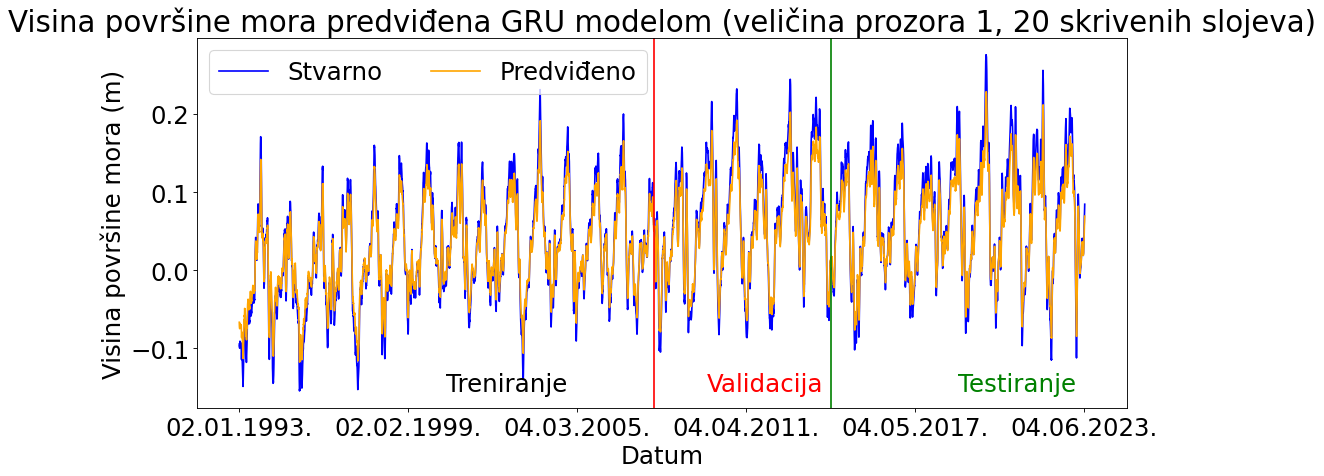 Visina površine mora predviđena GRU modelom (veličina prozora 1, 20 skrivenih slojeva)
Stvarno Predviđeno
Visina površine mora (m)
0.2
0.1
0.0
−0.1
Treniranje Validacija Testiranje
02.01.1993. 02.02.1999. 04.03.2005. 04.04.2011. 04.05.2017. 04.06.2023.
Datum